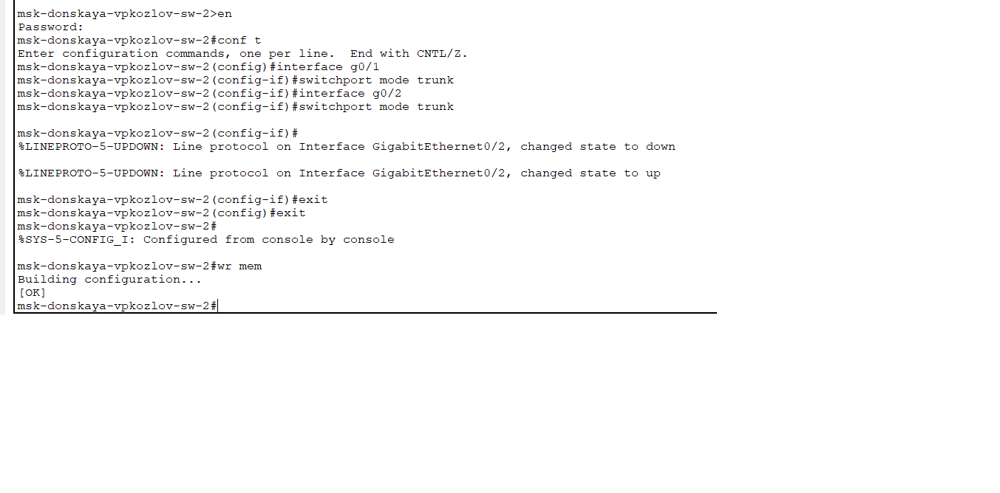 msk-donskaya-vpkozlov-sw-2>en
Password:
msk-donskaya-vpkozlov-sw-2#conf t
Enter configuration commands, one per line.  End with CNTL/Z.
msk-donskaya-vpkozlov-sw-2(config)#interface g0/1
msk-donskaya-vpkozlov-sw-2(config-if)#switchport mode trunk
msk-donskaya-vpkozlov-sw-2(config-if)#interface g0/2
msk-donskaya-vpkozlov-sw-2(config-if)#switchport mode trunk
msk-donskaya-vpkozlov-sw-2(config-if)#
%LINEPROTO-5-UPDOWN: Line protocol on Interface GigabitEthernet0/2, changed state to down
%LINEPROTO-5-UPDOWN: Line protocol on Interface GigabitEthernet0/2, changed state to up
msk-donskaya-vpkozlov-sw-2(config-if)#exit
msk-donskaya-vpkozlov-sw-2(config)#exit
msk-donskaya-vpkozlov-sw-2#
%SYS-5-CONFIG_I: Configured from console by console
msk-donskaya-vpkozlov-sw-2#wr mem
Building configuration...
[OK]
msk-donskaya-vpkozlov-sw-2#